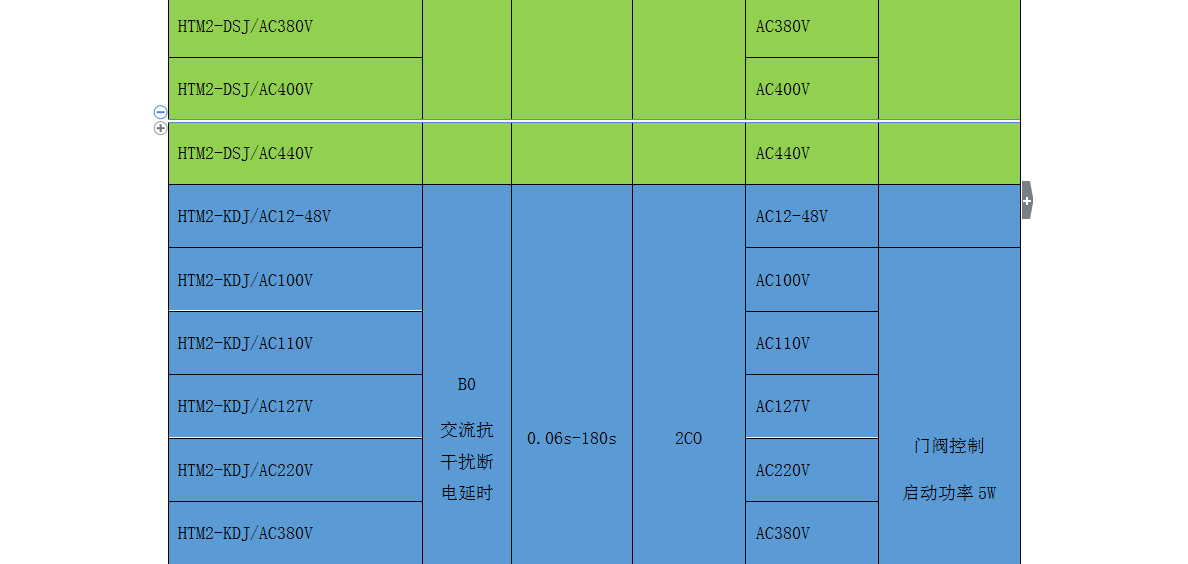 HTM2-DSJ/AC380V AC380V
HTM2-DSJ/AC400V AC400V
HTM2-DSJ/AC440V AC440V
HTM2-KDJ/AC12-48V AC12-48V
HTM2-KDJ/AC100V AC100V
HTM2-KDJ/AC110V AC110V
HTM2-KDJ/AC127V AC127V
HTM2-KDJ/AC220V AC220V
HTM2-KDJ/AC380V AC380V
B0
交流抗
干扰断
电延时
0.06s-180s
2CO
门阀控制
启动功率 5W